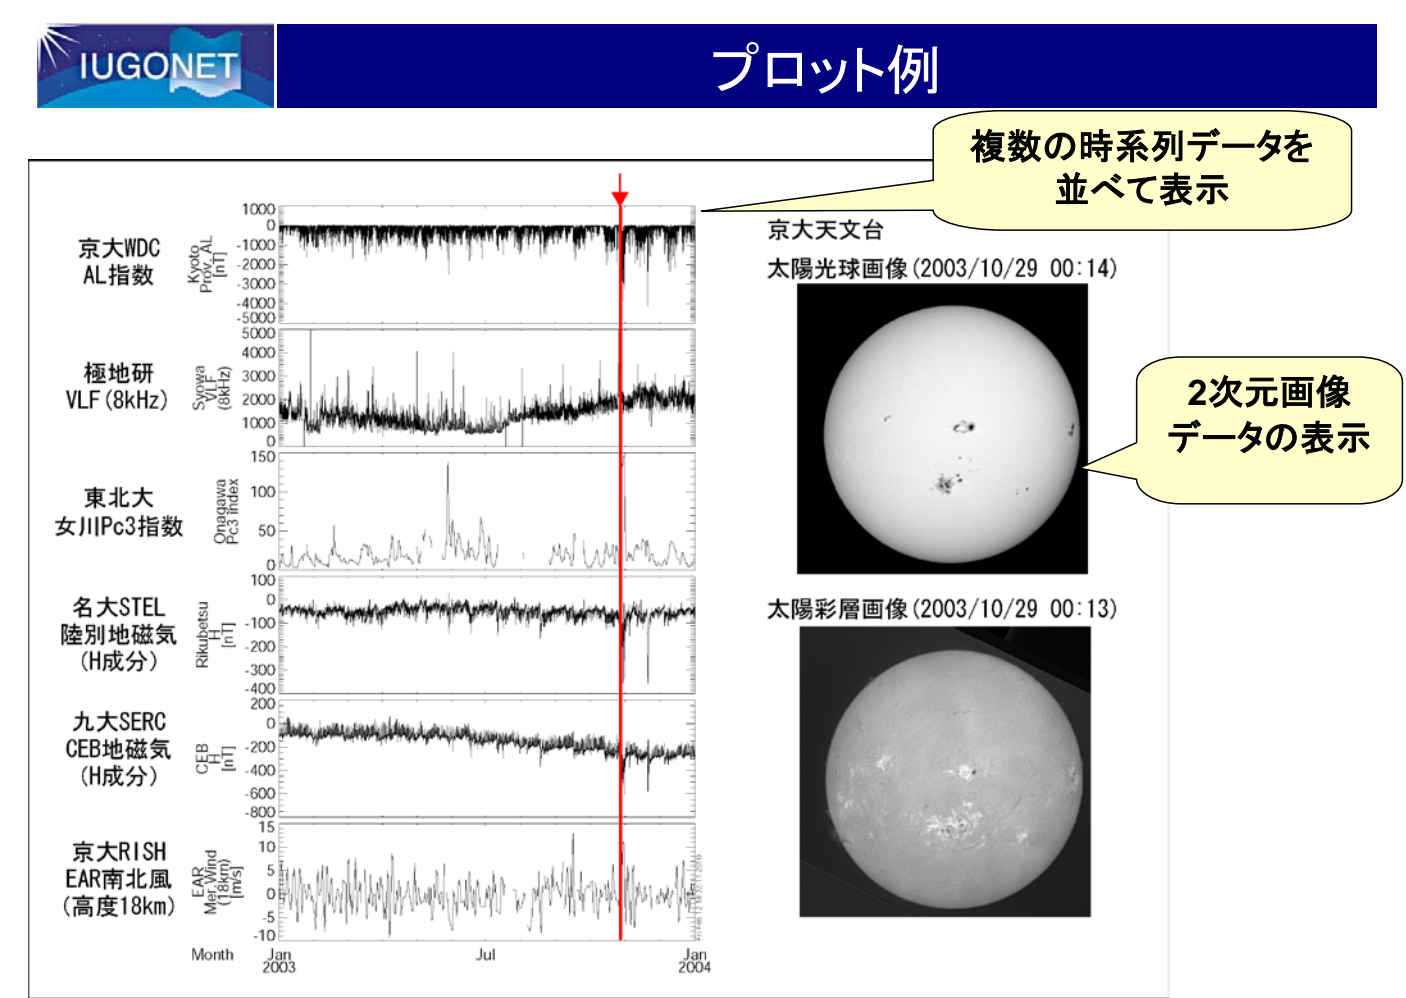 IUGONET
プロット例
複数の時系列データを
並べて表示
京大WDC
AL指数
Kyoto
Prov. AL
[nT]
1000
0
-1000
-2000
-3000
-4000
-5000
極地研
VLF(8kHz)
Syowa
VLF
(8kHz)
5000
4000
3000
2000
1000
0
東北大
女川Pc3指数
Onagawa
Pc3 index
150
100
50
0
名大STEL
陸別地磁気
(H成分)
Rikubetsu
H
[nT]
100
0
-100
-200
-300
-400
九大SERC
CEB地磁気
(H成分)
CEB
H
[nT]
200
0
-200
-400
-600
-800
京大RISH
EAR南北風
(高度18km)
EAR
Mer. Wind
(18km)
[m/s]
15
10
5
0
-5
-10
Month
Jan
2003
Jul
Jan
2004
京大天文台
太陽光球画像(2003/10/29 00:14)
2次元画像
データの表示
太陽彩層画像(2003/10/29 00:13)